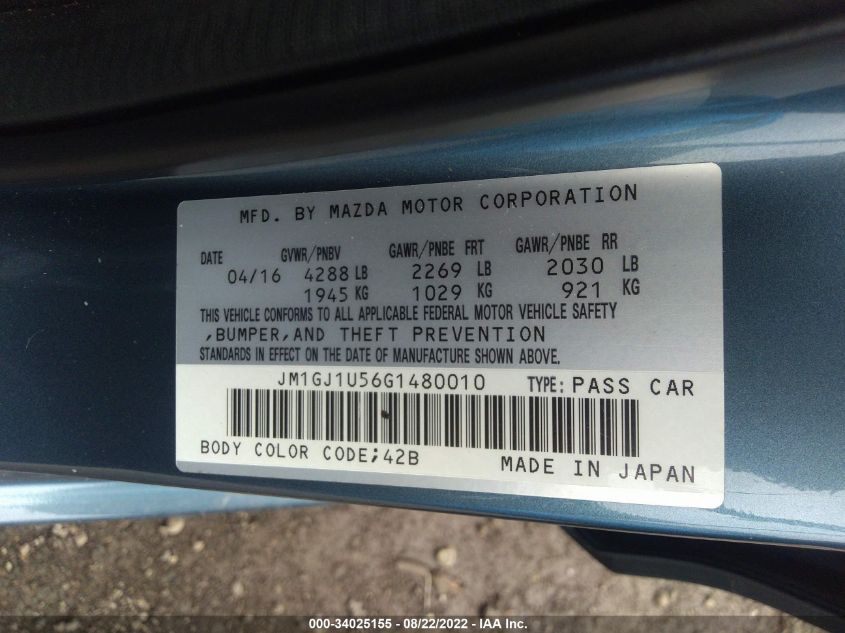 MFD. BY MAZDA MOTOR CORPORATION
DATE GVWR/PNBV GAWR/PNBE FRT GAWR/PNBE RR
04/16 4288 LB 2269 LB 2030 LB
1945 KG 1029 KG 921 KG
THIS VEHICLE CONFORMS TO ALL APPLICABLE FEDERAL MOTOR VEHICLE SAFETY
,BUMPER,AND THEFT PREVENTION
STANDARDS IN EFFECT ON THE DATE OF MANUFACTURE SHOWN ABOVE.
JM1GJ1U56G1480010 TYPE: PASS CAR
BODY COLOR CODE;42B MADE IN JAPAN
000-34025155 - 08/22/2022 - IAA Inc.